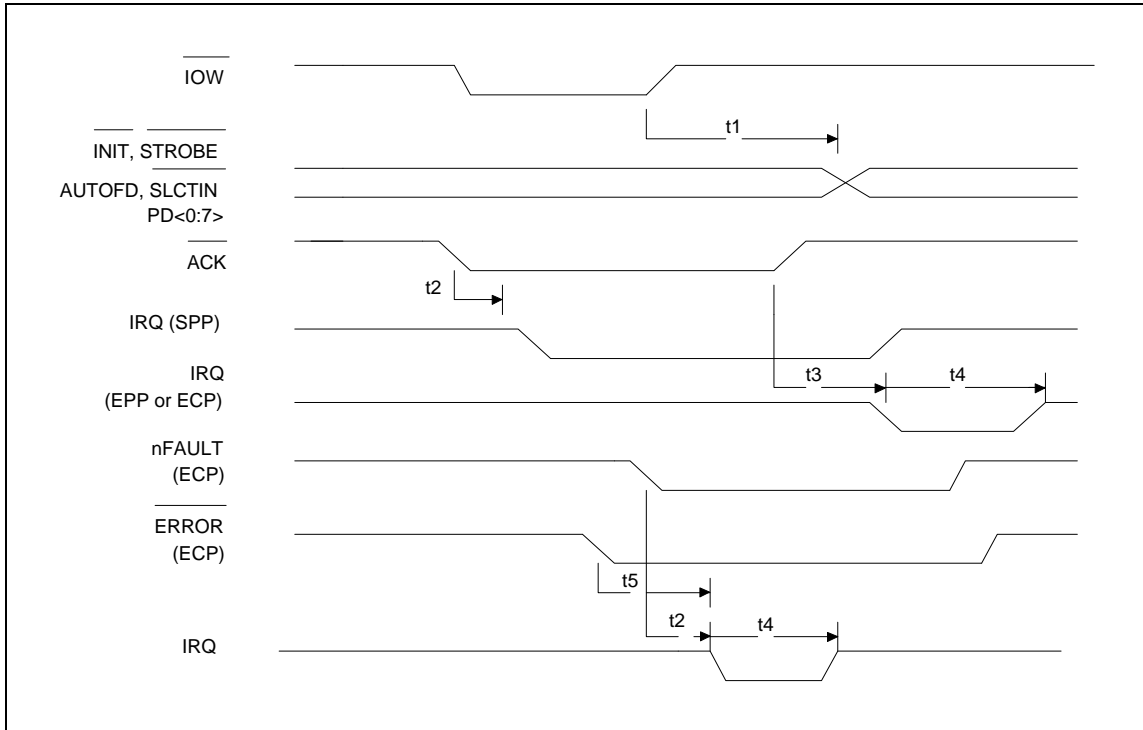 IOW
t1
INIT, STROBE
AUTOFD, SLCTIN
PD<0:7>
ACK
t2
IRQ (SPP)
IRQ
(EPP or ECP)
t3
t4
nFAULT
(ECP)
ERROR
(ECP)
t5
t2
t4
IRQ